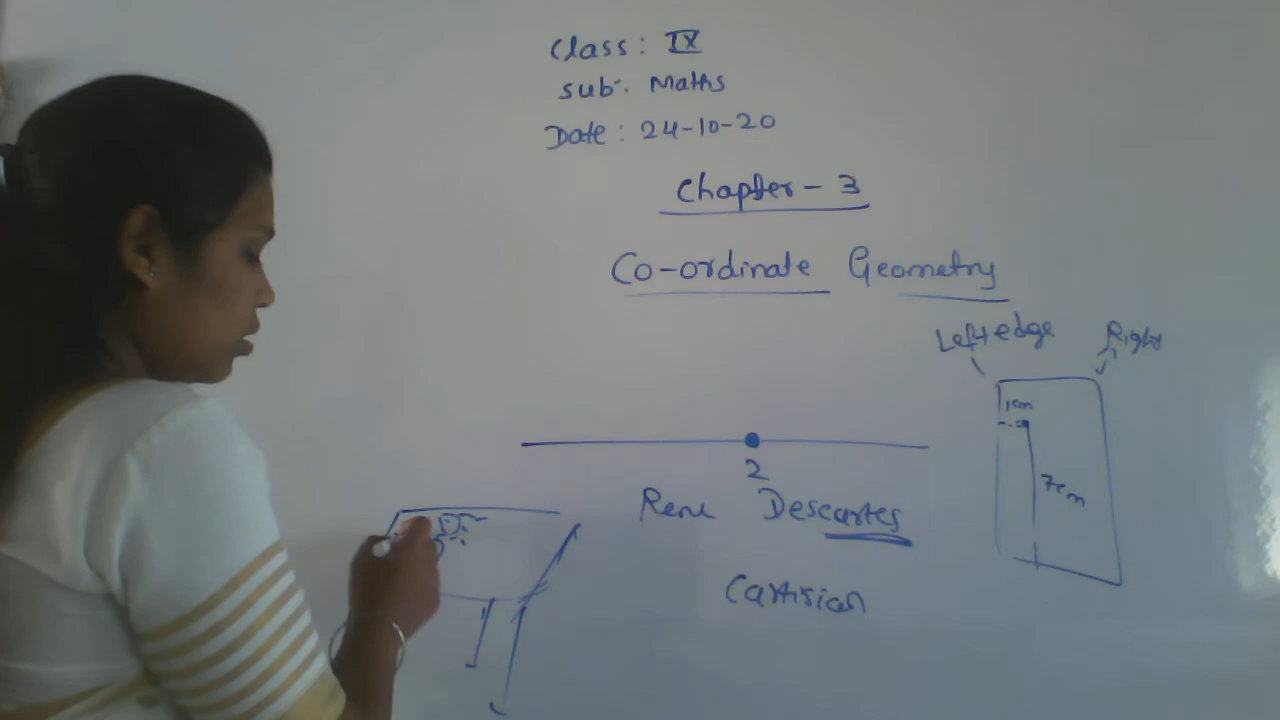 Class: IX
Sub: Maths
Date: 24-10-20
Chapter - 3
Co-ordinate Geometry
Left edge
Right
1cm
7cm
2
Rene Descartes
Cartisian